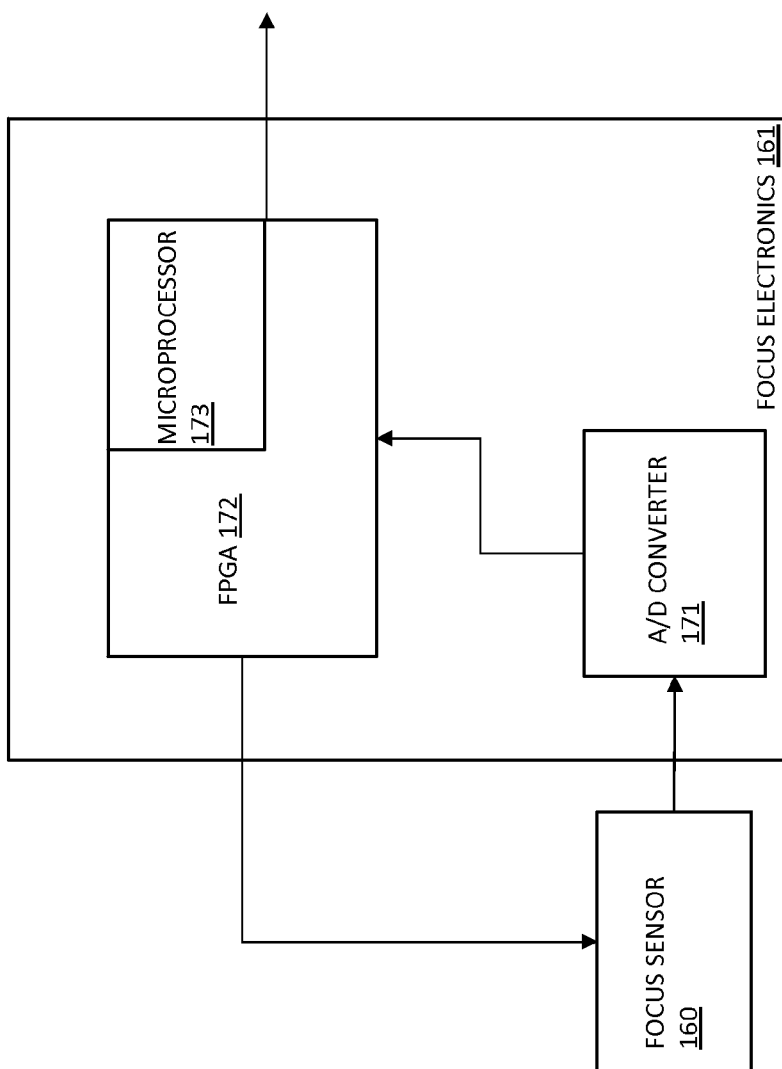 MICROPROCESSOR
173
FPGA 172
FOCUS ELECTRONICS 161
A/D CONVERTER
171
FOCUS SENSOR
160